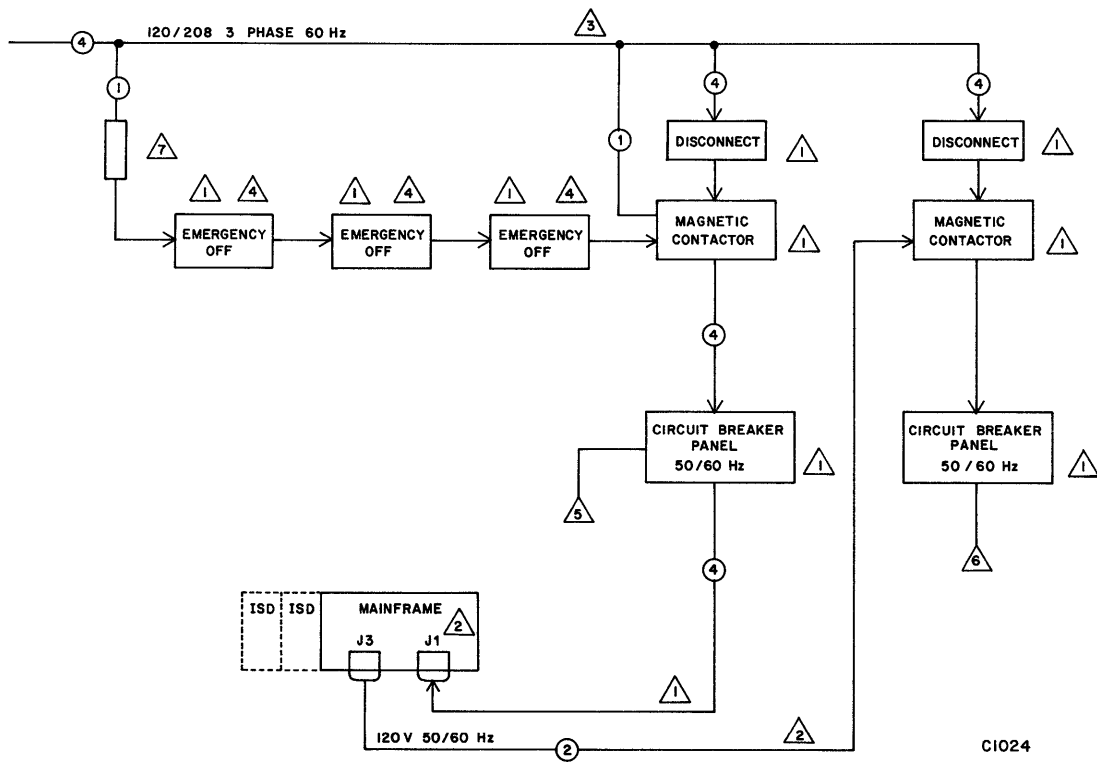 120/208 3 PHASE 60 Hz
3
4
1
4
4
7
1
DISCONNECT
1
DISCONNECT
1
1 4
1 4
1 4
EMERGENCY
OFF
EMERGENCY
OFF
EMERGENCY
OFF
MAGNETIC
CONTACTOR
1
MAGNETIC
CONTACTOR
1
4
CIRCUIT BREAKER
PANEL
50/60 Hz
1
CIRCUIT BREAKER
PANEL
50/60 Hz
1
5
6
4
ISD
ISD
MAINFRAME
2
J3
J1
1
120V 50/60 Hz
2
2
C1024